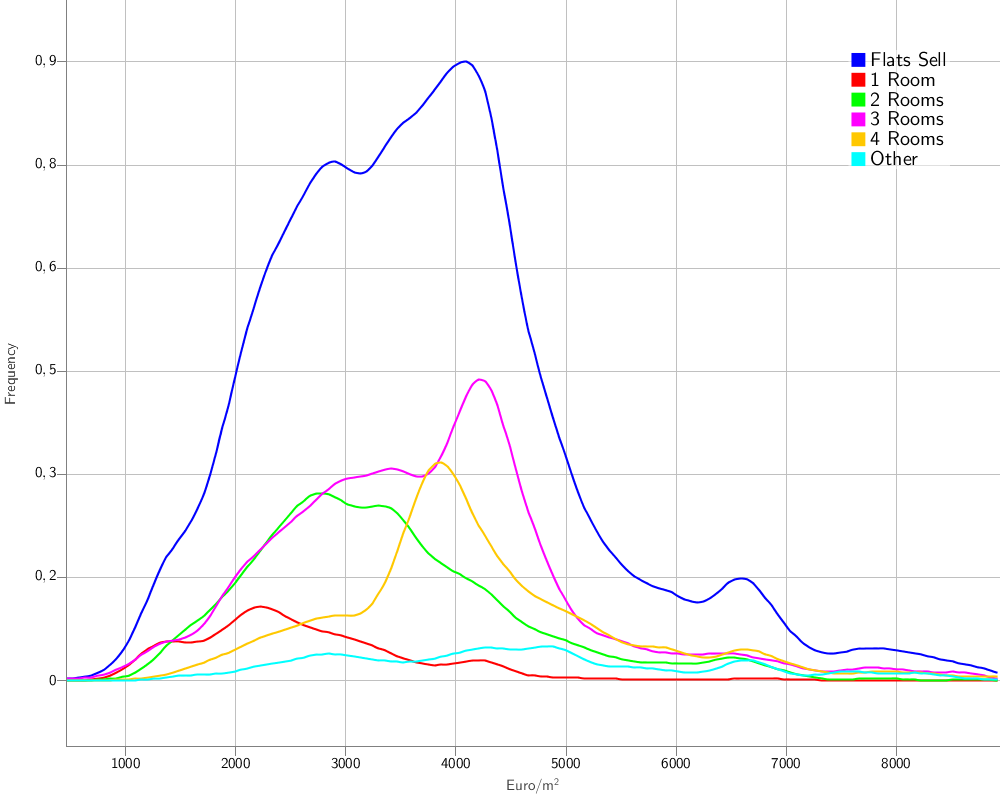 Flats Sell
1 Room
2 Rooms
3 Rooms
4 Rooms
Other
0, 9
0, 8
0, 6
0, 5
0, 3
0, 2
0
Frequency
1000 2000 3000 4000 5000 6000 7000 8000
Euro/m²